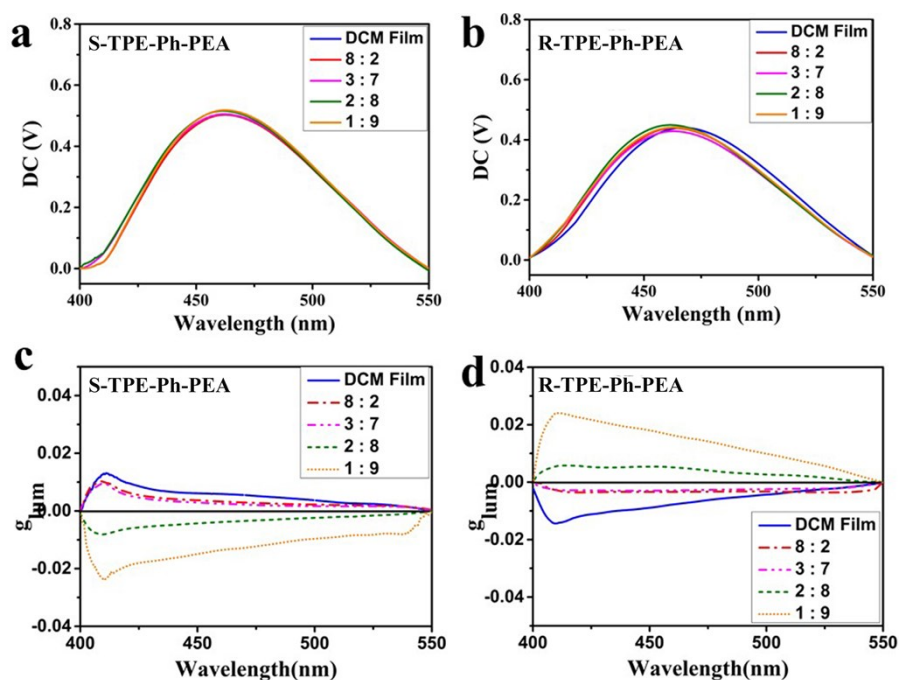 a
S-TPE-Ph-PEA
DCM Film
8 : 2
3 : 7
2 : 8
1 : 9
DC (V)
0.8
0.6
0.4
0.2
0.0
400
450
500
550
Wavelength (nm)
b
R-TPE-Ph-PEA
DCM Film
8 : 2
3 : 7
2 : 8
1 : 9
DC (V)
0.8
0.6
0.4
0.2
0.0
400
450
500
550
Wavelength (nm)
c
S-TPE-Ph-PEA
DCM Film
8 : 2
3 : 7
2 : 8
1 : 9
glum
0.04
0.02
0.00
-0.02
-0.04
400
450
500
550
Wavelength(nm)
d
R-TPE-Ph-PEA
DCM Film
8 : 2
3 : 7
2 : 8
1 : 9
glum
0.04
0.02
0.00
-0.02
-0.04
400
450
500
550
Wavelength(nm)